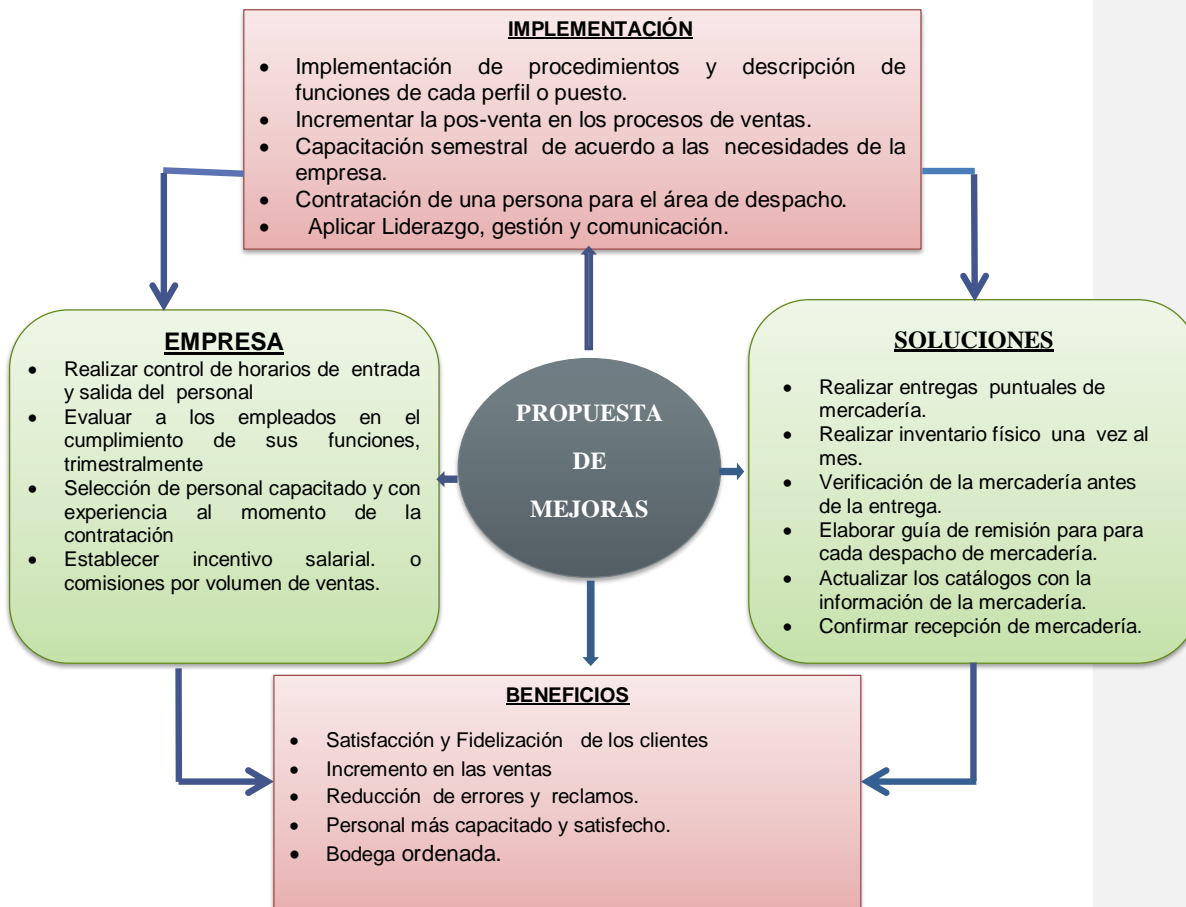 IMPLEMENTACIÓN
• Implementación de procedimientos y descripción de
funciones de cada perfil o puesto.
• Incrementar la pos-venta en los procesos de ventas.
• Capacitación semestral de acuerdo a las necesidades de la
empresa.
• Contratación de una persona para el área de despacho.
• Aplicar Liderazgo, gestión y comunicación.
EMPRESA
• Realizar control de horarios de entrada
y salida del personal
• Evaluar a los empleados en el
cumplimiento de sus funciones,
trimestralmente
• Selección de personal capacitado y con
experiencia al momento de la
contratación
• Establecer incentivo salarial. o
comisiones por volumen de ventas.
PROPUESTA
DE
MEJORAS
SOLUCIONES
• Realizar entregas puntuales de
mercadería.
• Realizar inventario físico una vez al
mes.
• Verificación de la mercadería antes
de la entrega.
• Elaborar guía de remisión para para
cada despacho de mercadería.
• Actualizar los catálogos con la
información de la mercadería.
• Confirmar recepción de mercadería.
BENEFICIOS
• Satisfacción y Fidelización de los clientes
• Incremento en las ventas
• Reducción de errores y reclamos.
• Personal más capacitado y satisfecho.
• Bodega ordenada.